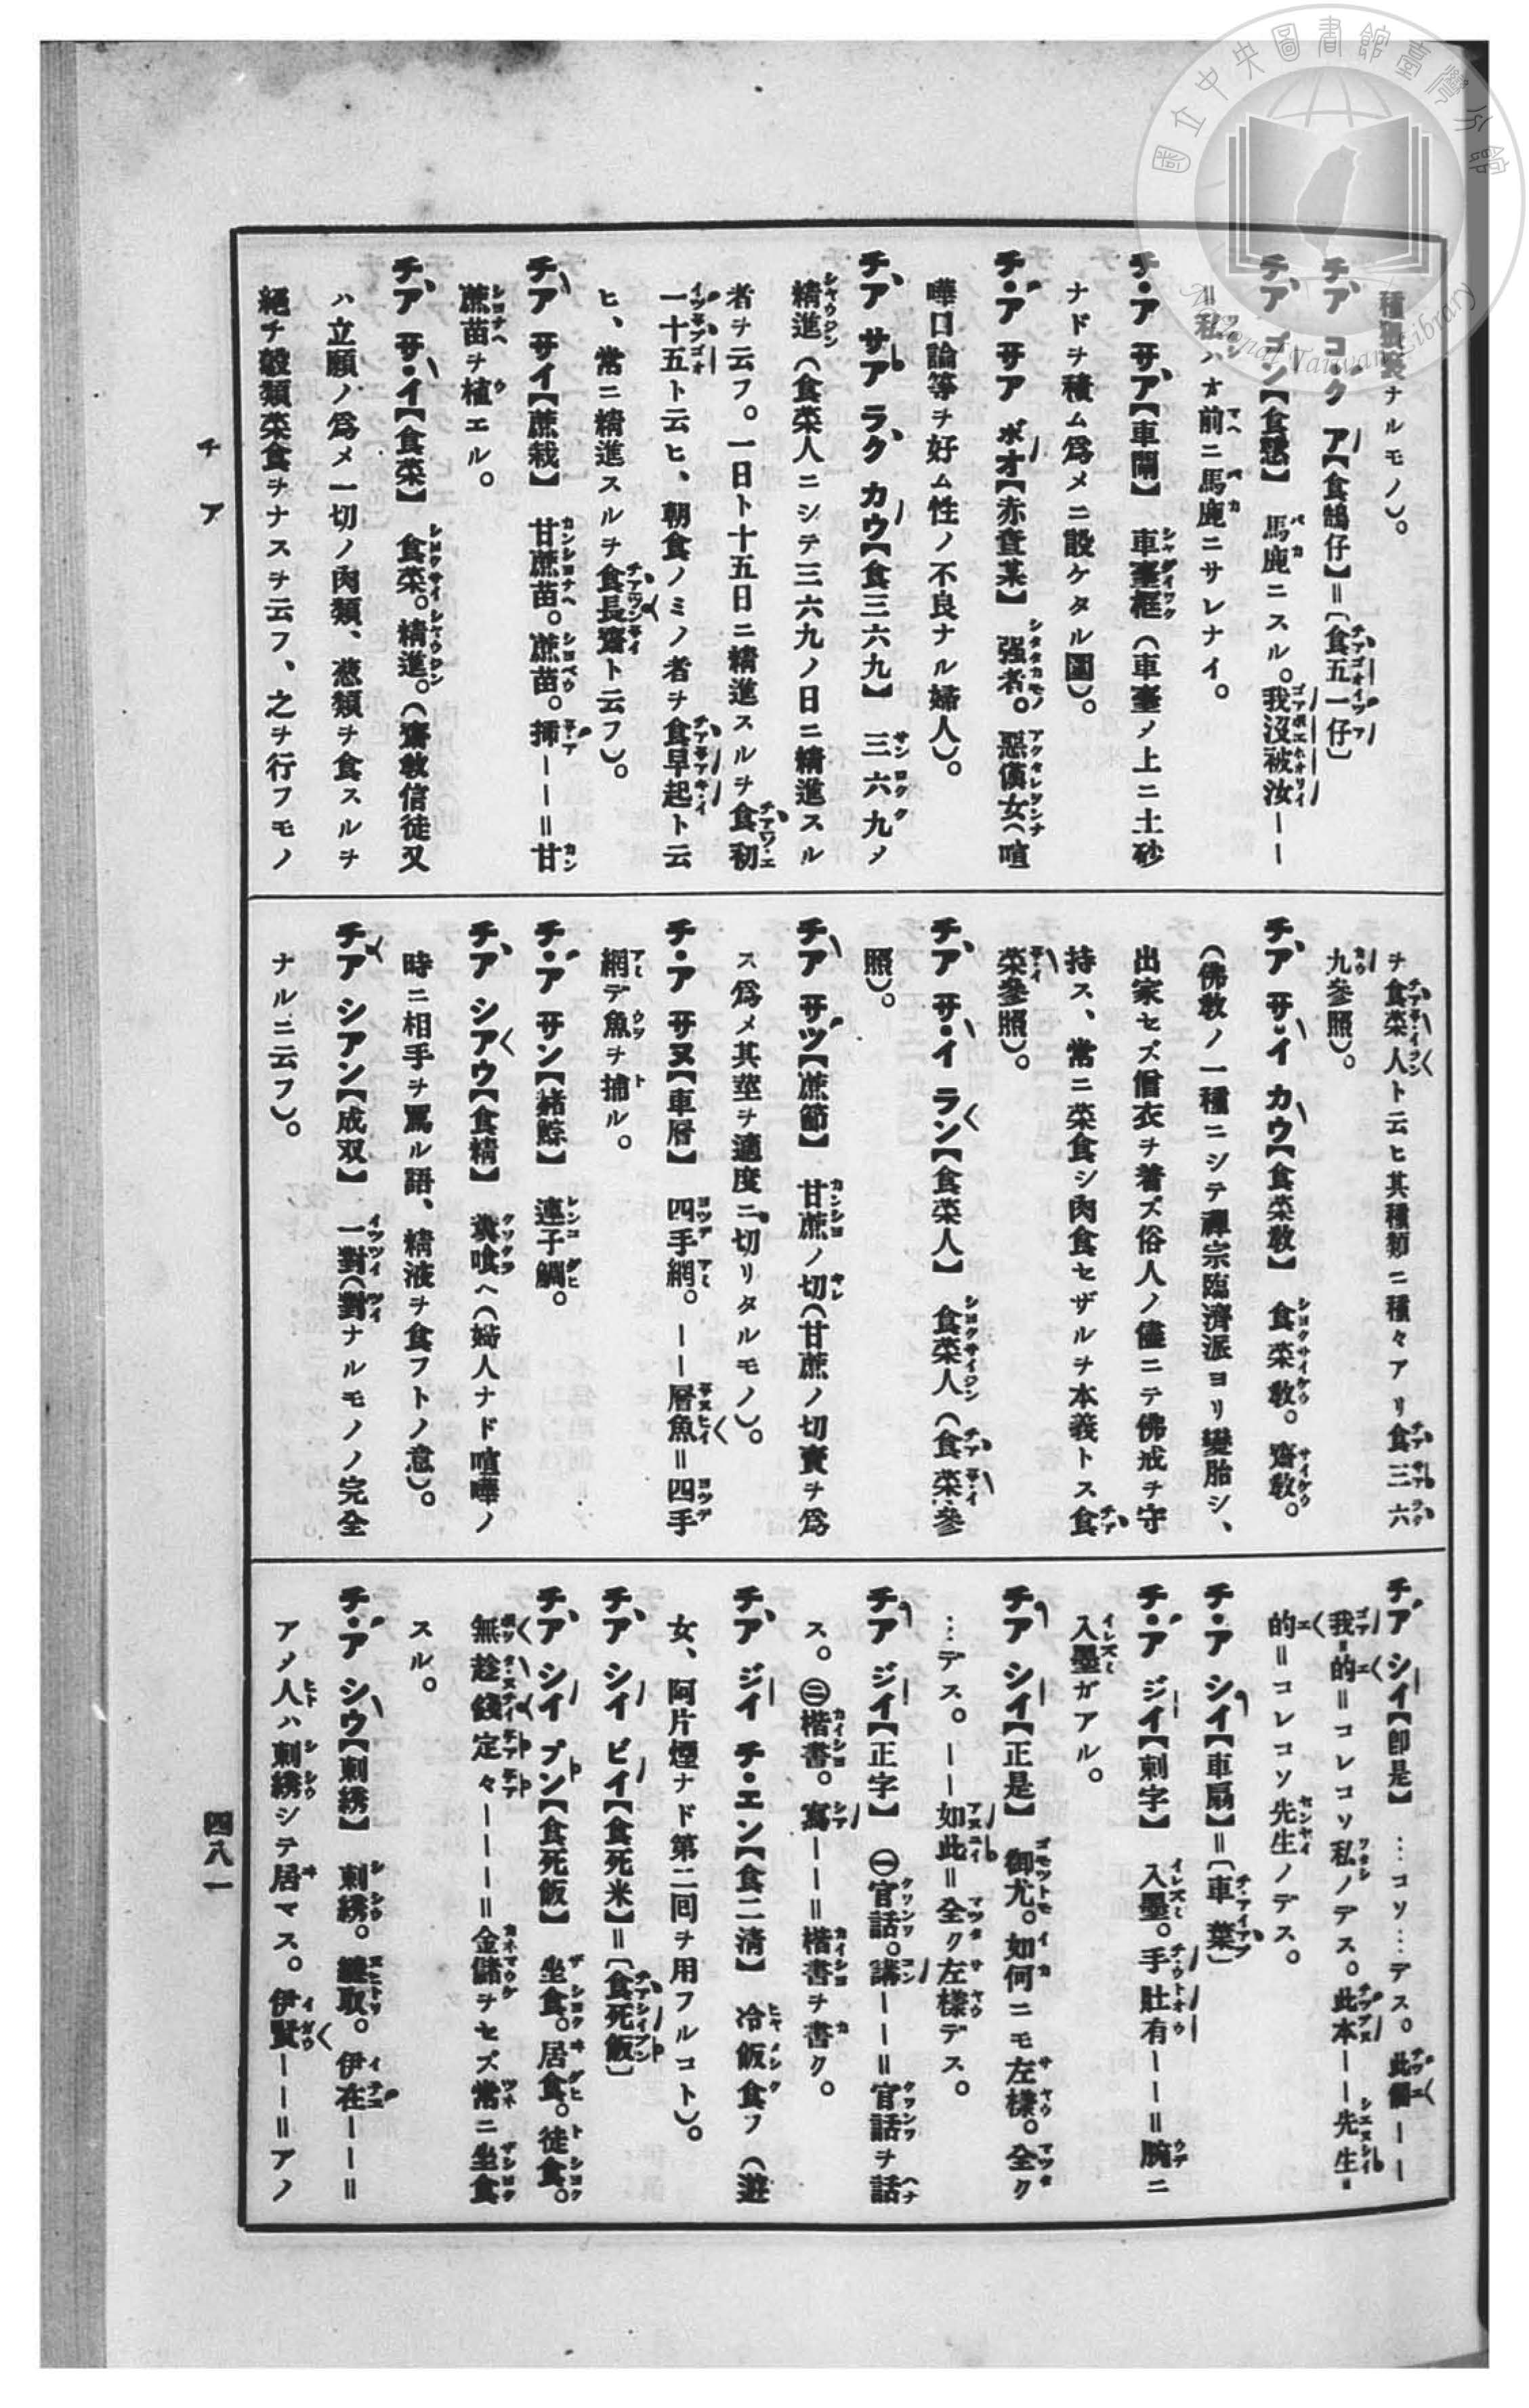 國立中央圖書館臺灣分館
National Taiwan Library
種類ナルモノ)。
チア コク ア【食鵠仔】＝〔食五一仔〕
チア ゴン【食戇】 馬鹿ニスル。我沒被汝——
＝私ハオ前ニ馬鹿ニサレナイ。
チア サア【車閘】 車臺框(車臺ノ上ニ土砂
ナドヲ積ム爲メニ設ケタル圍)。
チア サア ボオ【赤查某】 强者。惡僨女(喧
嘩口論等ヲ好ム性ノ不良ナル婦人)。
チア サア ラク カウ【食三六九】 三六九ノ
精進(食菜人ニシテ三六九ノ日ニ精進スル
者ヲ云フ。一日ト十五日ニ精進スルヲ食初
一十五ト云ヒ、朝食ノミノ者ヲ食早起ト云
ヒ、常ニ精進スルヲ食長齋ト云フ)。
チア サイ【蔗栽】 甘蔗苗。蔗苗。揷——＝甘
蔗苗ヲ植エル。
チア サイ【食菜】 食菜。精進。(齋敎信徒又
ハ立願ノ爲メ一切ノ肉類、葱類ヲ食スルヲ
絕チ穀類菜食ヲナスヲ云フ、之ヲ行フモノ
ヲ食菜人ト云ヒ其種類ニ種々アリ食三六
九參照)。
チア サイ カウ【食菜敎】 食菜敎。齋敎。
(佛敎ノ一種ニシテ禪宗臨濟派ヨリ變胎シ、
出家セズ僧衣ヲ着ズ俗人ノ儘ニテ佛戒ヲ守
持ス、常ニ菜食シ肉食セザルヲ本義トス食
菜參照)。
チア サイ ラン【食菜人】 食菜人(食菜參
照)。
チア サツ【蔗節】 甘蔗ノ切(甘蔗ノ切賣ヲ爲
ス爲メ其莖ヲ適度ニ切リタルモノ)。
チア サヌ【車層】 四手網。——層魚＝四手
網デ魚ヲ捕ル。
チア サン【赭鯮】 連子鯛。
チア シアウ【食精】 糞喰ヘ(婦人ナド喧嘩ノ
時ニ相手ヲ罵ル語、精液ヲ食フトノ意)。
チア シアン【成双】 一對(對ナルモノノ完全
ナルニ云フ)。
チア シイ【卽是】 …コソ…デス。此個——
我的＝コレコソ私ノデス。此本——先生
的＝コレコソ先生ノデス。
チア シイ【車扇】＝〔車葉〕
チア ジイ【刺字】 入墨。手肚有——＝腕ニ
入墨ガアル。
チア シイ【正是】 御尤。如何ニモ左樣。全ク
…デス。——如此＝全ク左樣デス。
チア ジイ【正字】 ㊀官話。講——＝官話ヲ話
ス。㊁楷書。寫——＝楷書ヲ書ク。
チア ジイ チエン【食二清】 冷飯食フ(遊
女、阿片煙ナド第二回ヲ用フルコト)。
チア シイ ビイ【食死米】＝〔食死飯〕
チア シイ プン【食死飯】 坐食。居食。徒食。
無趁錢定々———＝金儲ヲセズ常ニ坐食
スル。
チア シウ【刺綉】 刺綉。縫取。伊在——＝
アノ人ハ刺綉シテ居マス。伊賢——＝アノ
チア
四八一